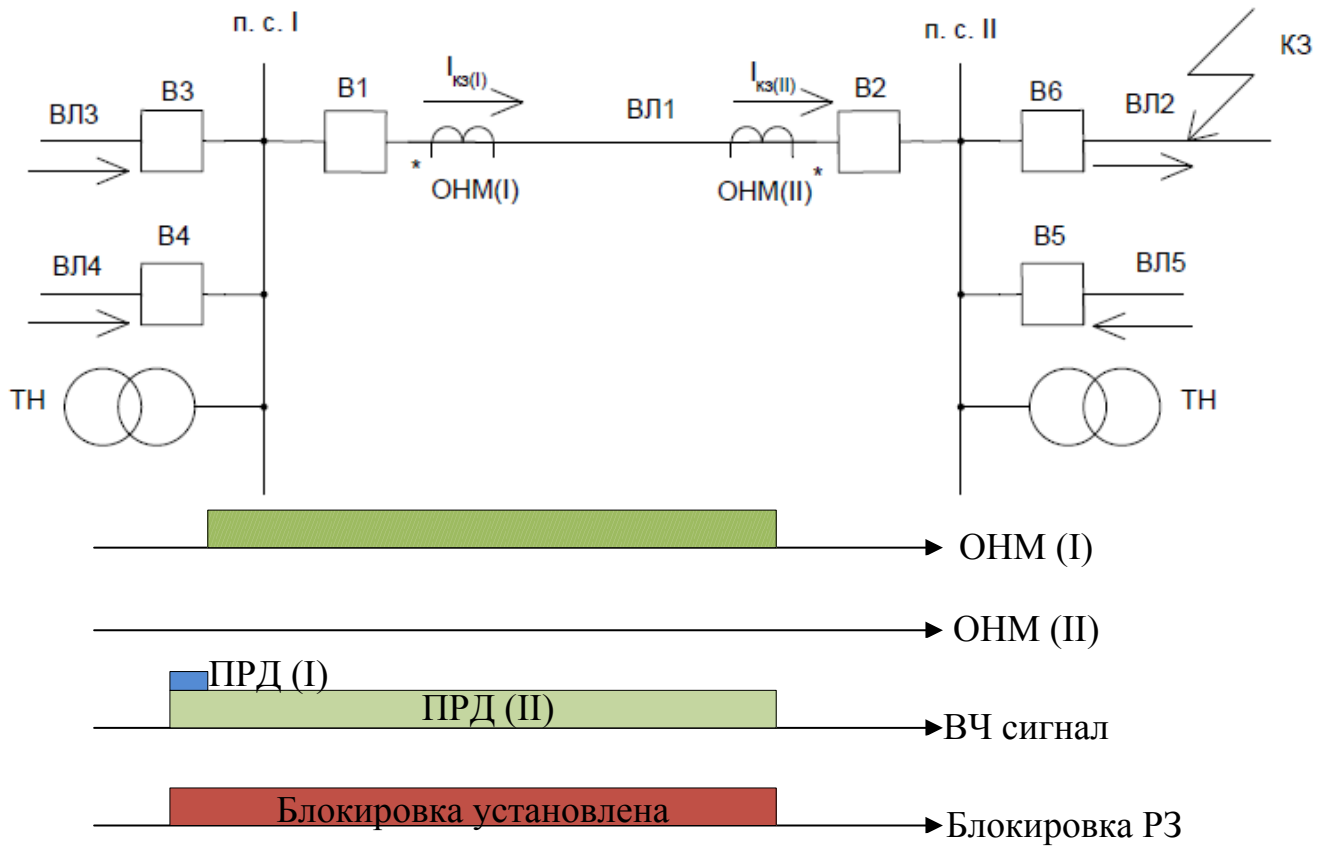 п. с. I
п. с. II
КЗ
В3
В1
Iкз(I)
Iкз(II)
В2
В6
ВЛ2
ВЛ3
ВЛ1
*
ОНМ(I)
ОНМ(II)
*
В4
В5
ВЛ4
ВЛ5
ТН
ТН
ОНМ (I)
ОНМ (II)
ПРД (I)
ПРД (II)
ВЧ сигнал
Блокировка установлена
Блокировка РЗ